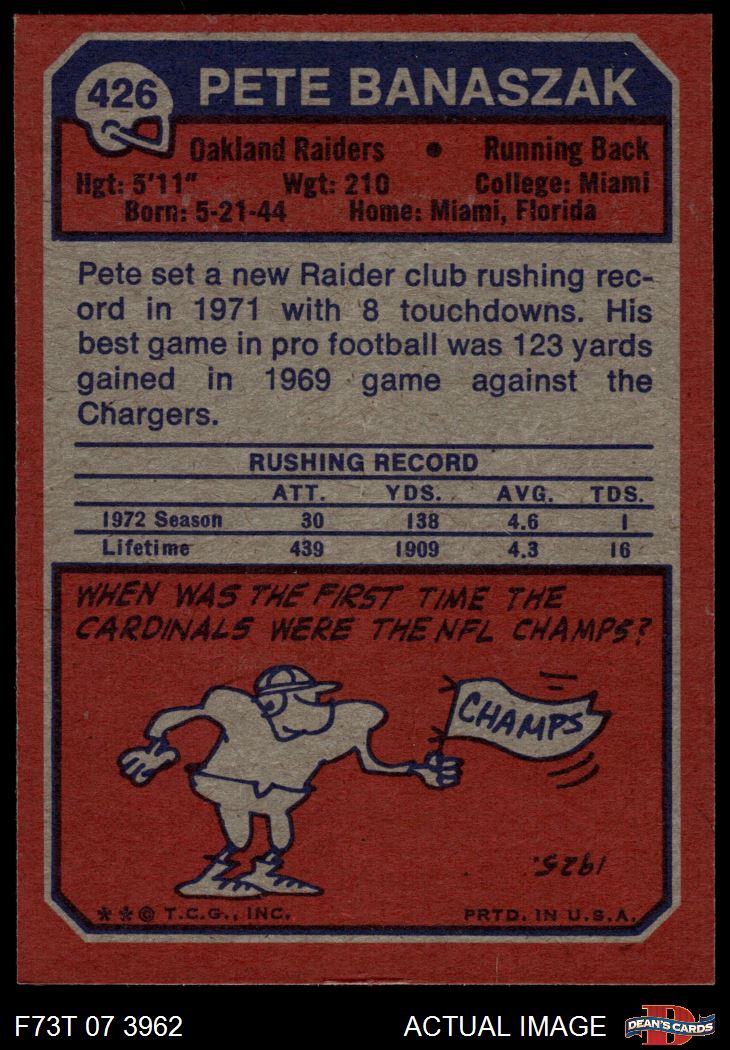 426
PETE BANASZAK
Oakland Raiders • Running Back
Hgt: 5'11" Wgt: 210 College: Miami
Born: 5-21-44 Home: Miami, Florida
Pete set a new Raider club rushing rec-
ord in 1971 with 8 touchdowns. His
best game in pro football was 123 yards
gained in 1969 game against the
Chargers.
RUSHING RECORD
ATT. YDS. AVG. TDS.
1972 Season 30 138 4.6 1
Lifetime 439 1909 4.3 16
WHEN WAS THE FIRST TIME THE
CARDINALS WERE THE NFL CHAMPS?
CHAMPS
1925.
**© T.C.G., INC. PRTD. IN U.S.A.
F73T 07 3962 ACTUAL IMAGE
D
DEAN'S CARDS